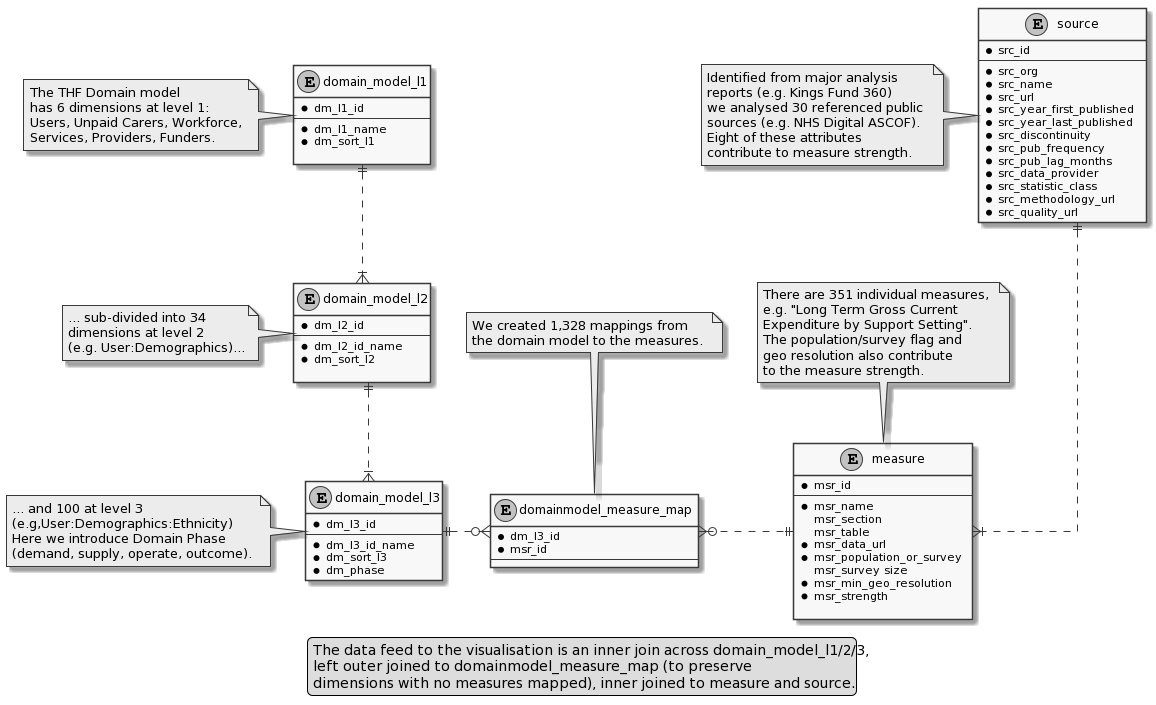 E source
src_id
src_org
src_name
src_url
src_year_first_published
src_year_last_published
src_discontinuity
src_pub_frequency
src_pub_lag_months
src_data_provider
src_statistic_class
src_methodology_url
src_quality_url
Identified from major analysis
reports (e.g. Kings Fund 360)
we analysed 30 referenced public
sources (e.g. NHS Digital ASCOF).
Eight of these attributes
contribute to measure strength.
E domain_model_l1
dm_l1_id
dm_l1_name
dm_sort_l1
The THF Domain model
has 6 dimensions at level 1:
Users, Unpaid Carers, Workforce,
Services, Providers, Funders.
E domain_model_l2
dm_l2_id
dm_l2_id_name
dm_sort_l2
... sub-divided into 34
dimensions at level 2
(e.g. User:Demographics)...
We created 1,328 mappings from
the domain model to the measures.
There are 351 individual measures,
e.g. "Long Term Gross Current
Expenditure by Support Setting".
The population/survey flag and
geo resolution also contribute
to the measure strength.
E domain_model_l3
dm_l3_id
dm_l3_id_name
dm_sort_l3
dm_phase
... and 100 at level 3
(e.g,User:Demographics:Ethnicity)
Here we introduce Domain Phase
(demand, supply, operate, outcome).
E domainmodel_measure_map
dm_l3_id
msr_id
E measure
msr_id
msr_name
msr_section
msr_table
msr_data_url
msr_population_or_survey
msr_survey size
msr_min_geo_resolution
msr_strength
The data feed to the visualisation is an inner join across domain_model_l1/2/3,
left outer joined to domainmodel_measure_map (to preserve
dimensions with no measures mapped), inner joined to measure and source.